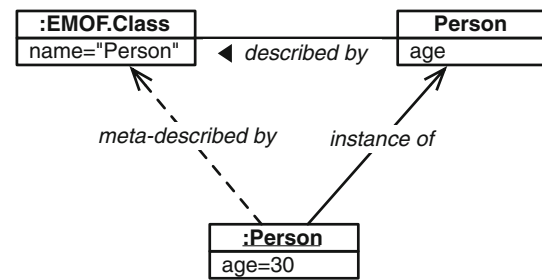 :EMOF.Class
name="Person"
◀ described by
Person
age
meta-described by
instance of
:Person
age=30